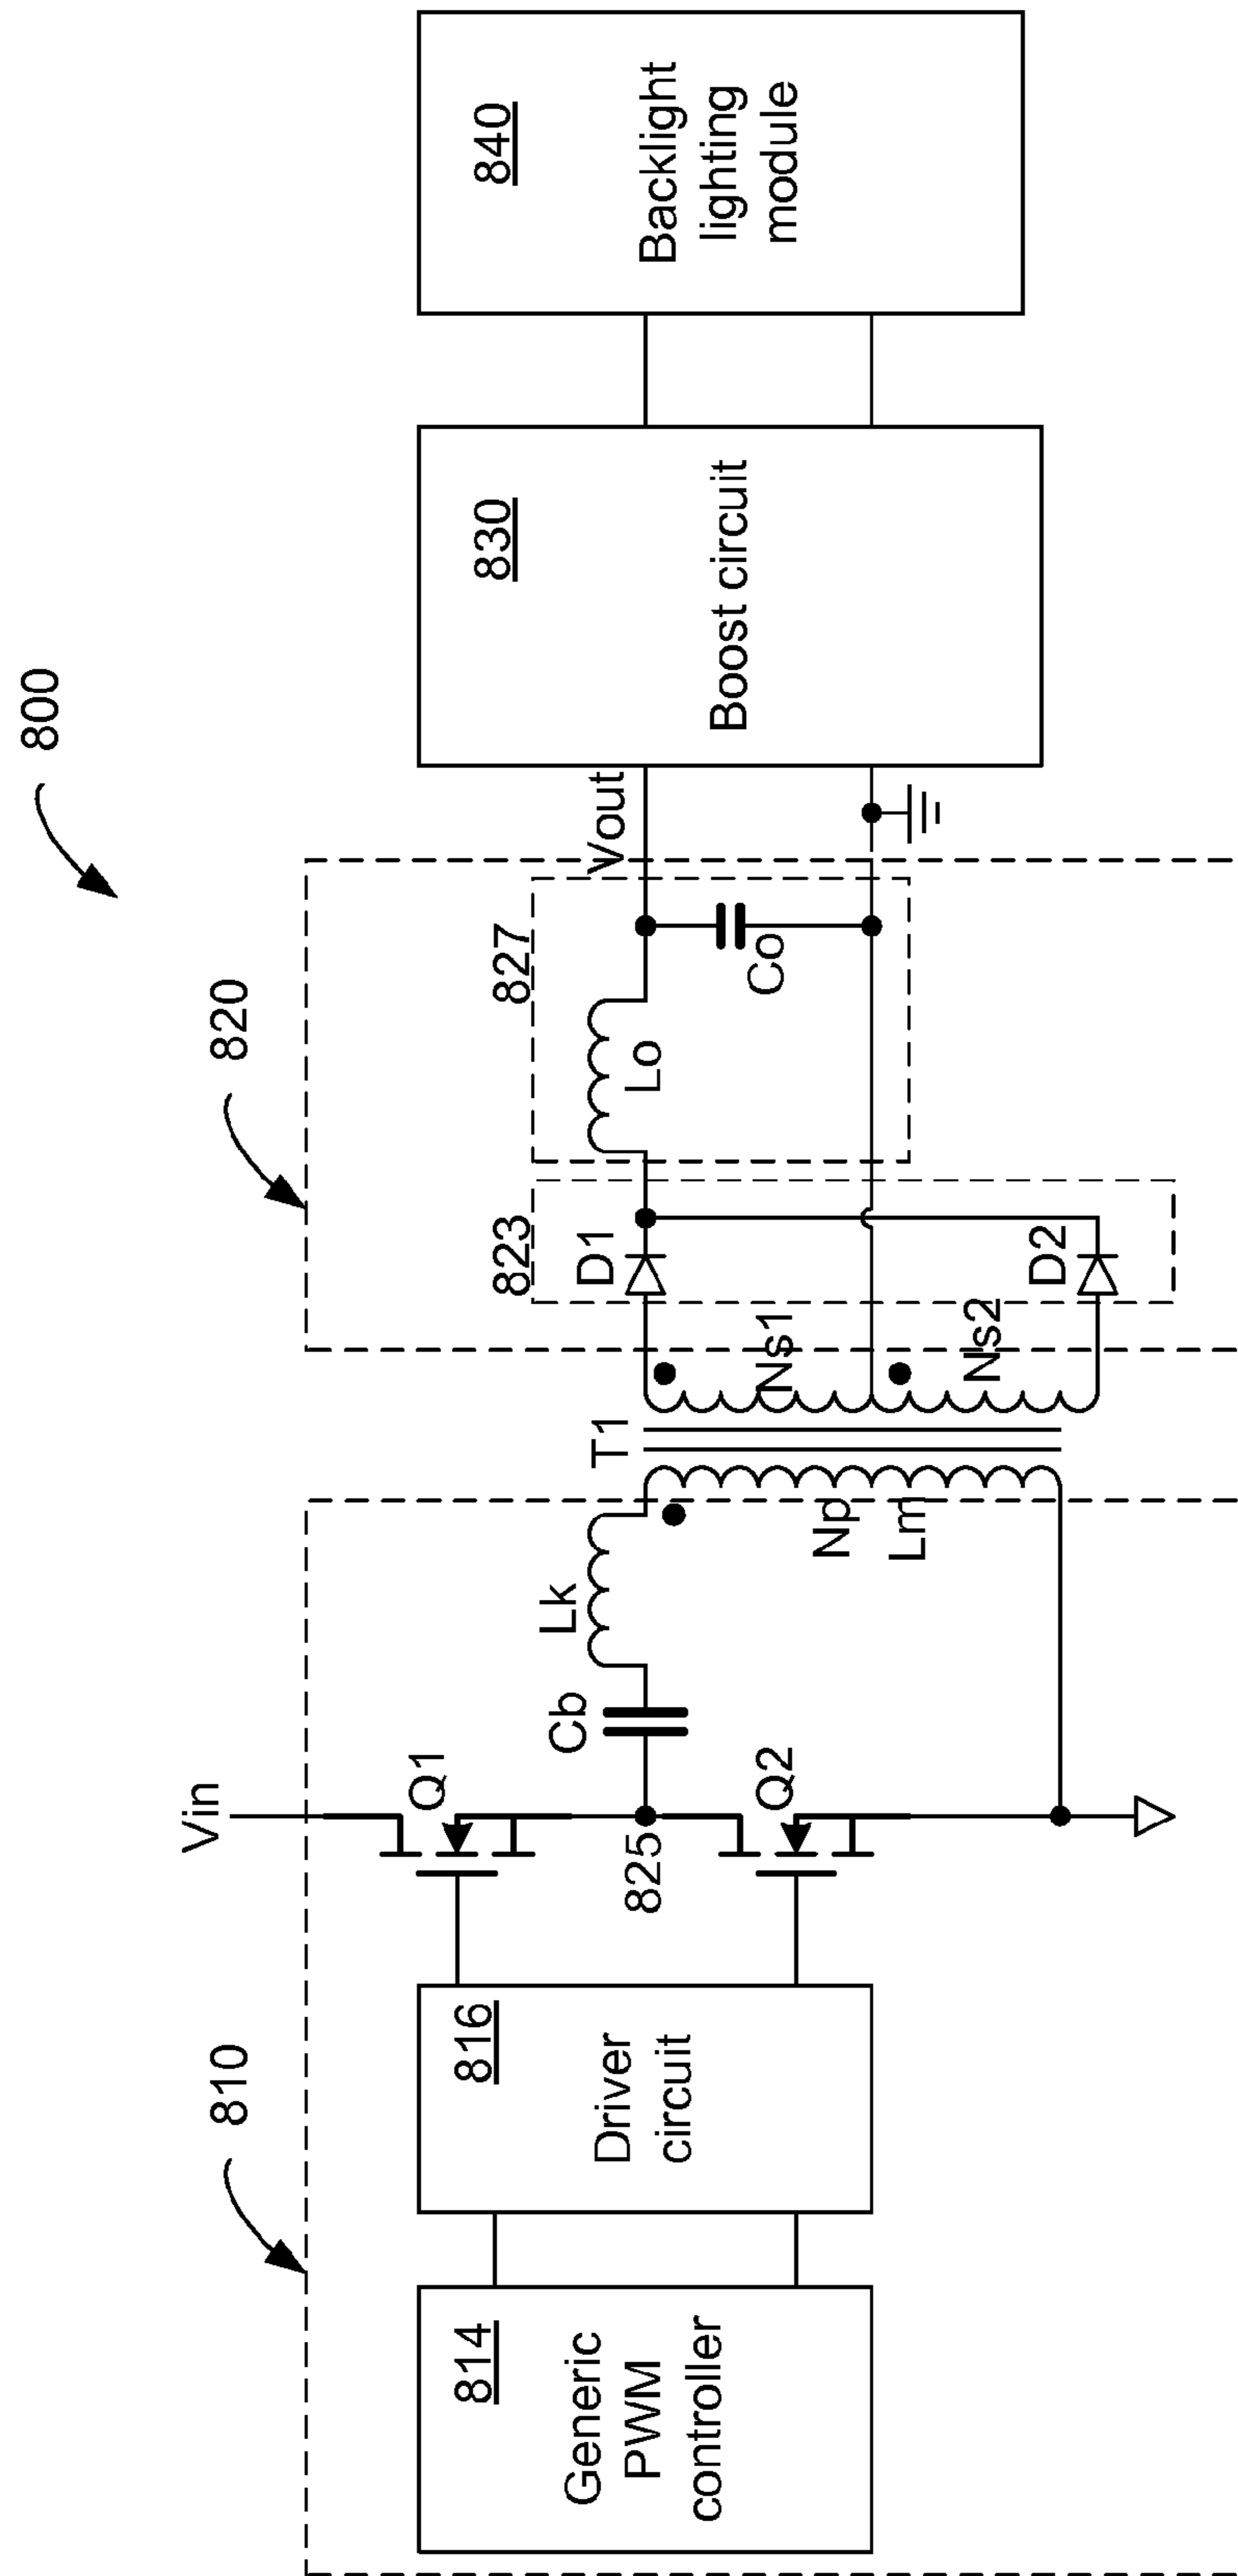 800
810
820
814
Generic
PWM
controller
816
Driver
circuit
Vin
Q1
825
Q2
Cb
Lk
Np
Lm
T1
Ns1
Ns2
823
D1
D2
827
Lo
Co
Vout
830
Boost circuit
840
Backlight
lighting
module